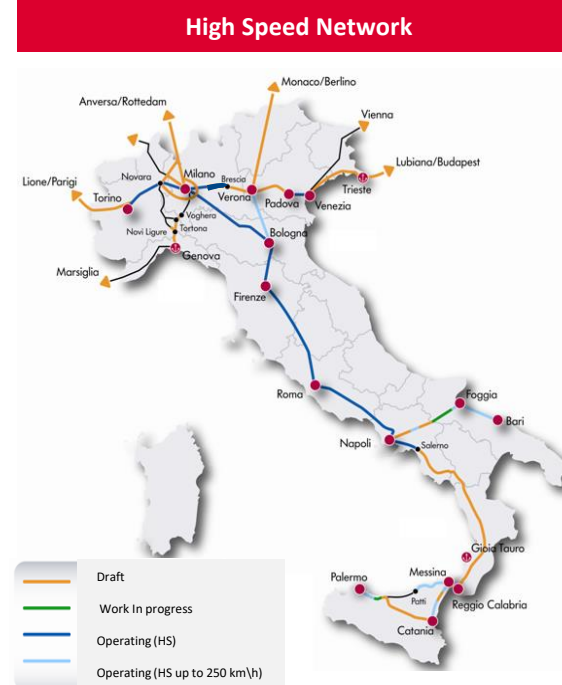 High Speed Network
Monaco/Berlino
Anversa/Rottedam
Vienna
Lubiana/Budapest
Lione/Parigi
Novara
Milano
Brescia
Verona
Padova
Venezia
Trieste
Torino
Voghera
Tortona
Novi Ligure
Genova
Bologna
Marsiglia
Firenze
Roma
Foggia
Bari
Napoli
Salerno
Gioia Tauro
Messina
Palermo
Patti
Reggio Calabria
Catania
Draft
Work In progress
Operating (HS)
Operating (HS up to 250 km\h)